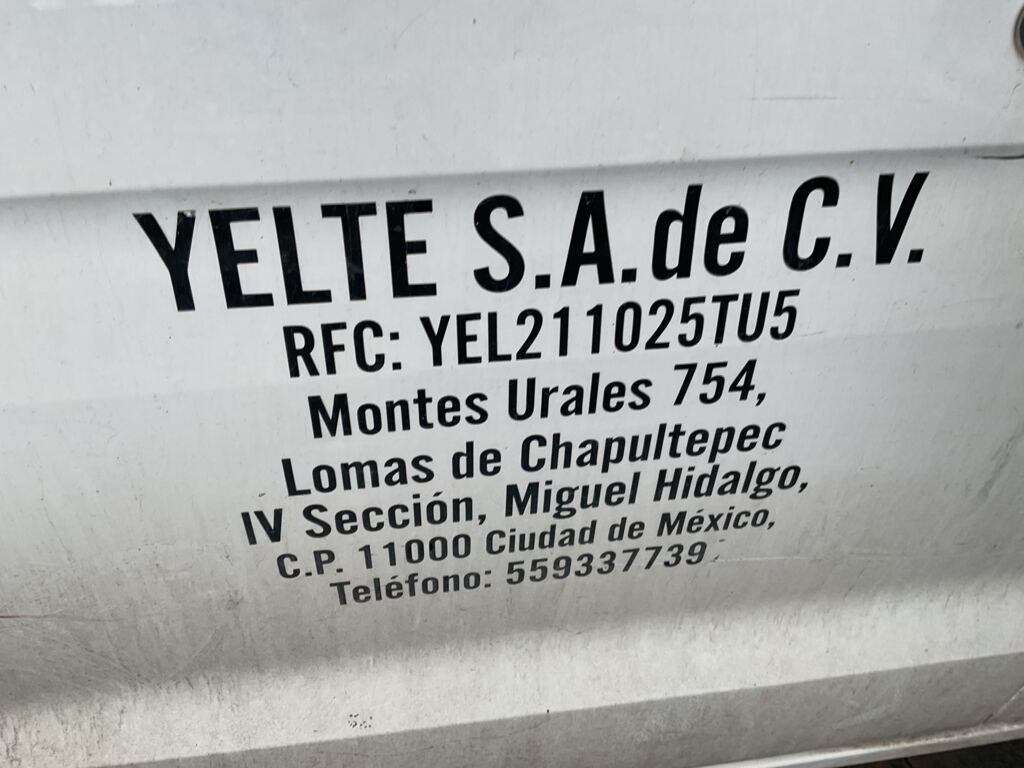 YELTE S.A. de C.V.
RFC: YEL211025TU5
Montes Urales 754,
Lomas de Chapultepec
IV Sección, Miguel Hidalgo,
C.P. 11000 Ciudad de México,
Teléfono: 559337739